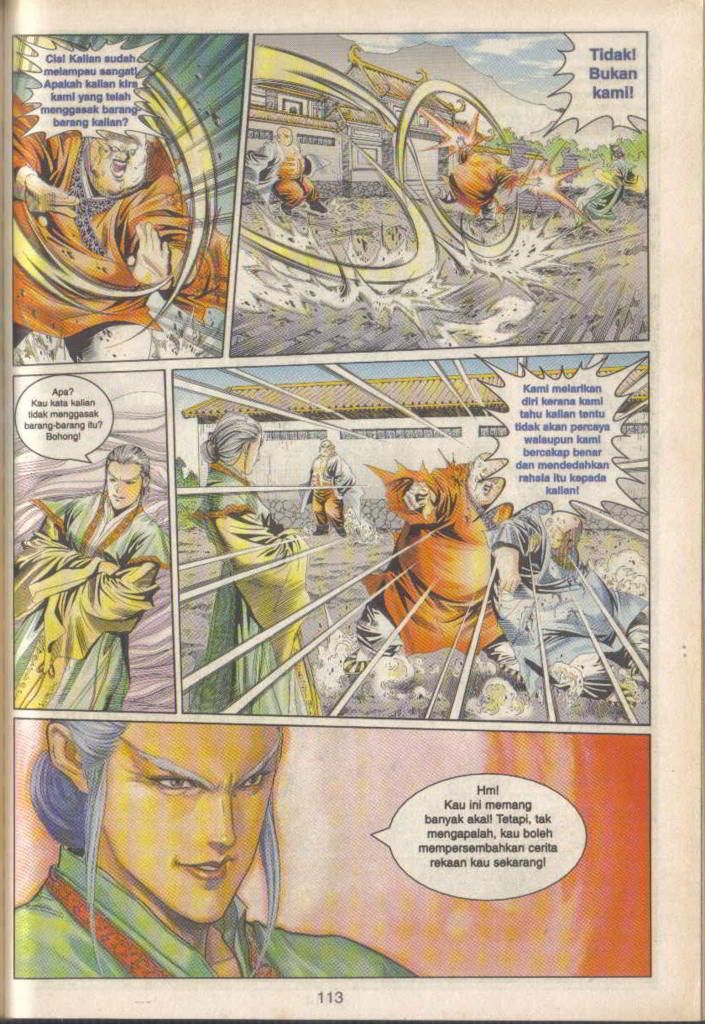 Cis! Kalian sudah
melampau sangat!
Apakah kalian kira
kami yang telah
menggasak barang-
barang kalian?
Tidak!
Bukan
kami!
Apa?
Kau kata kalian
tidak menggasak
barang-barang itu?
Bohong!
Kami melarikan
diri kerana kami
tahu kalian tentu
tidak akan percaya
walaupun kami
bercakap benar
dan mendedahkan
rahsia itu kepada
kalian!
Hm!
Kau ini memang
banyak akal! Tetapi, tak
mengapalah, kau boleh
mempersembahkan cerita
rekaan kau sekarang!
113